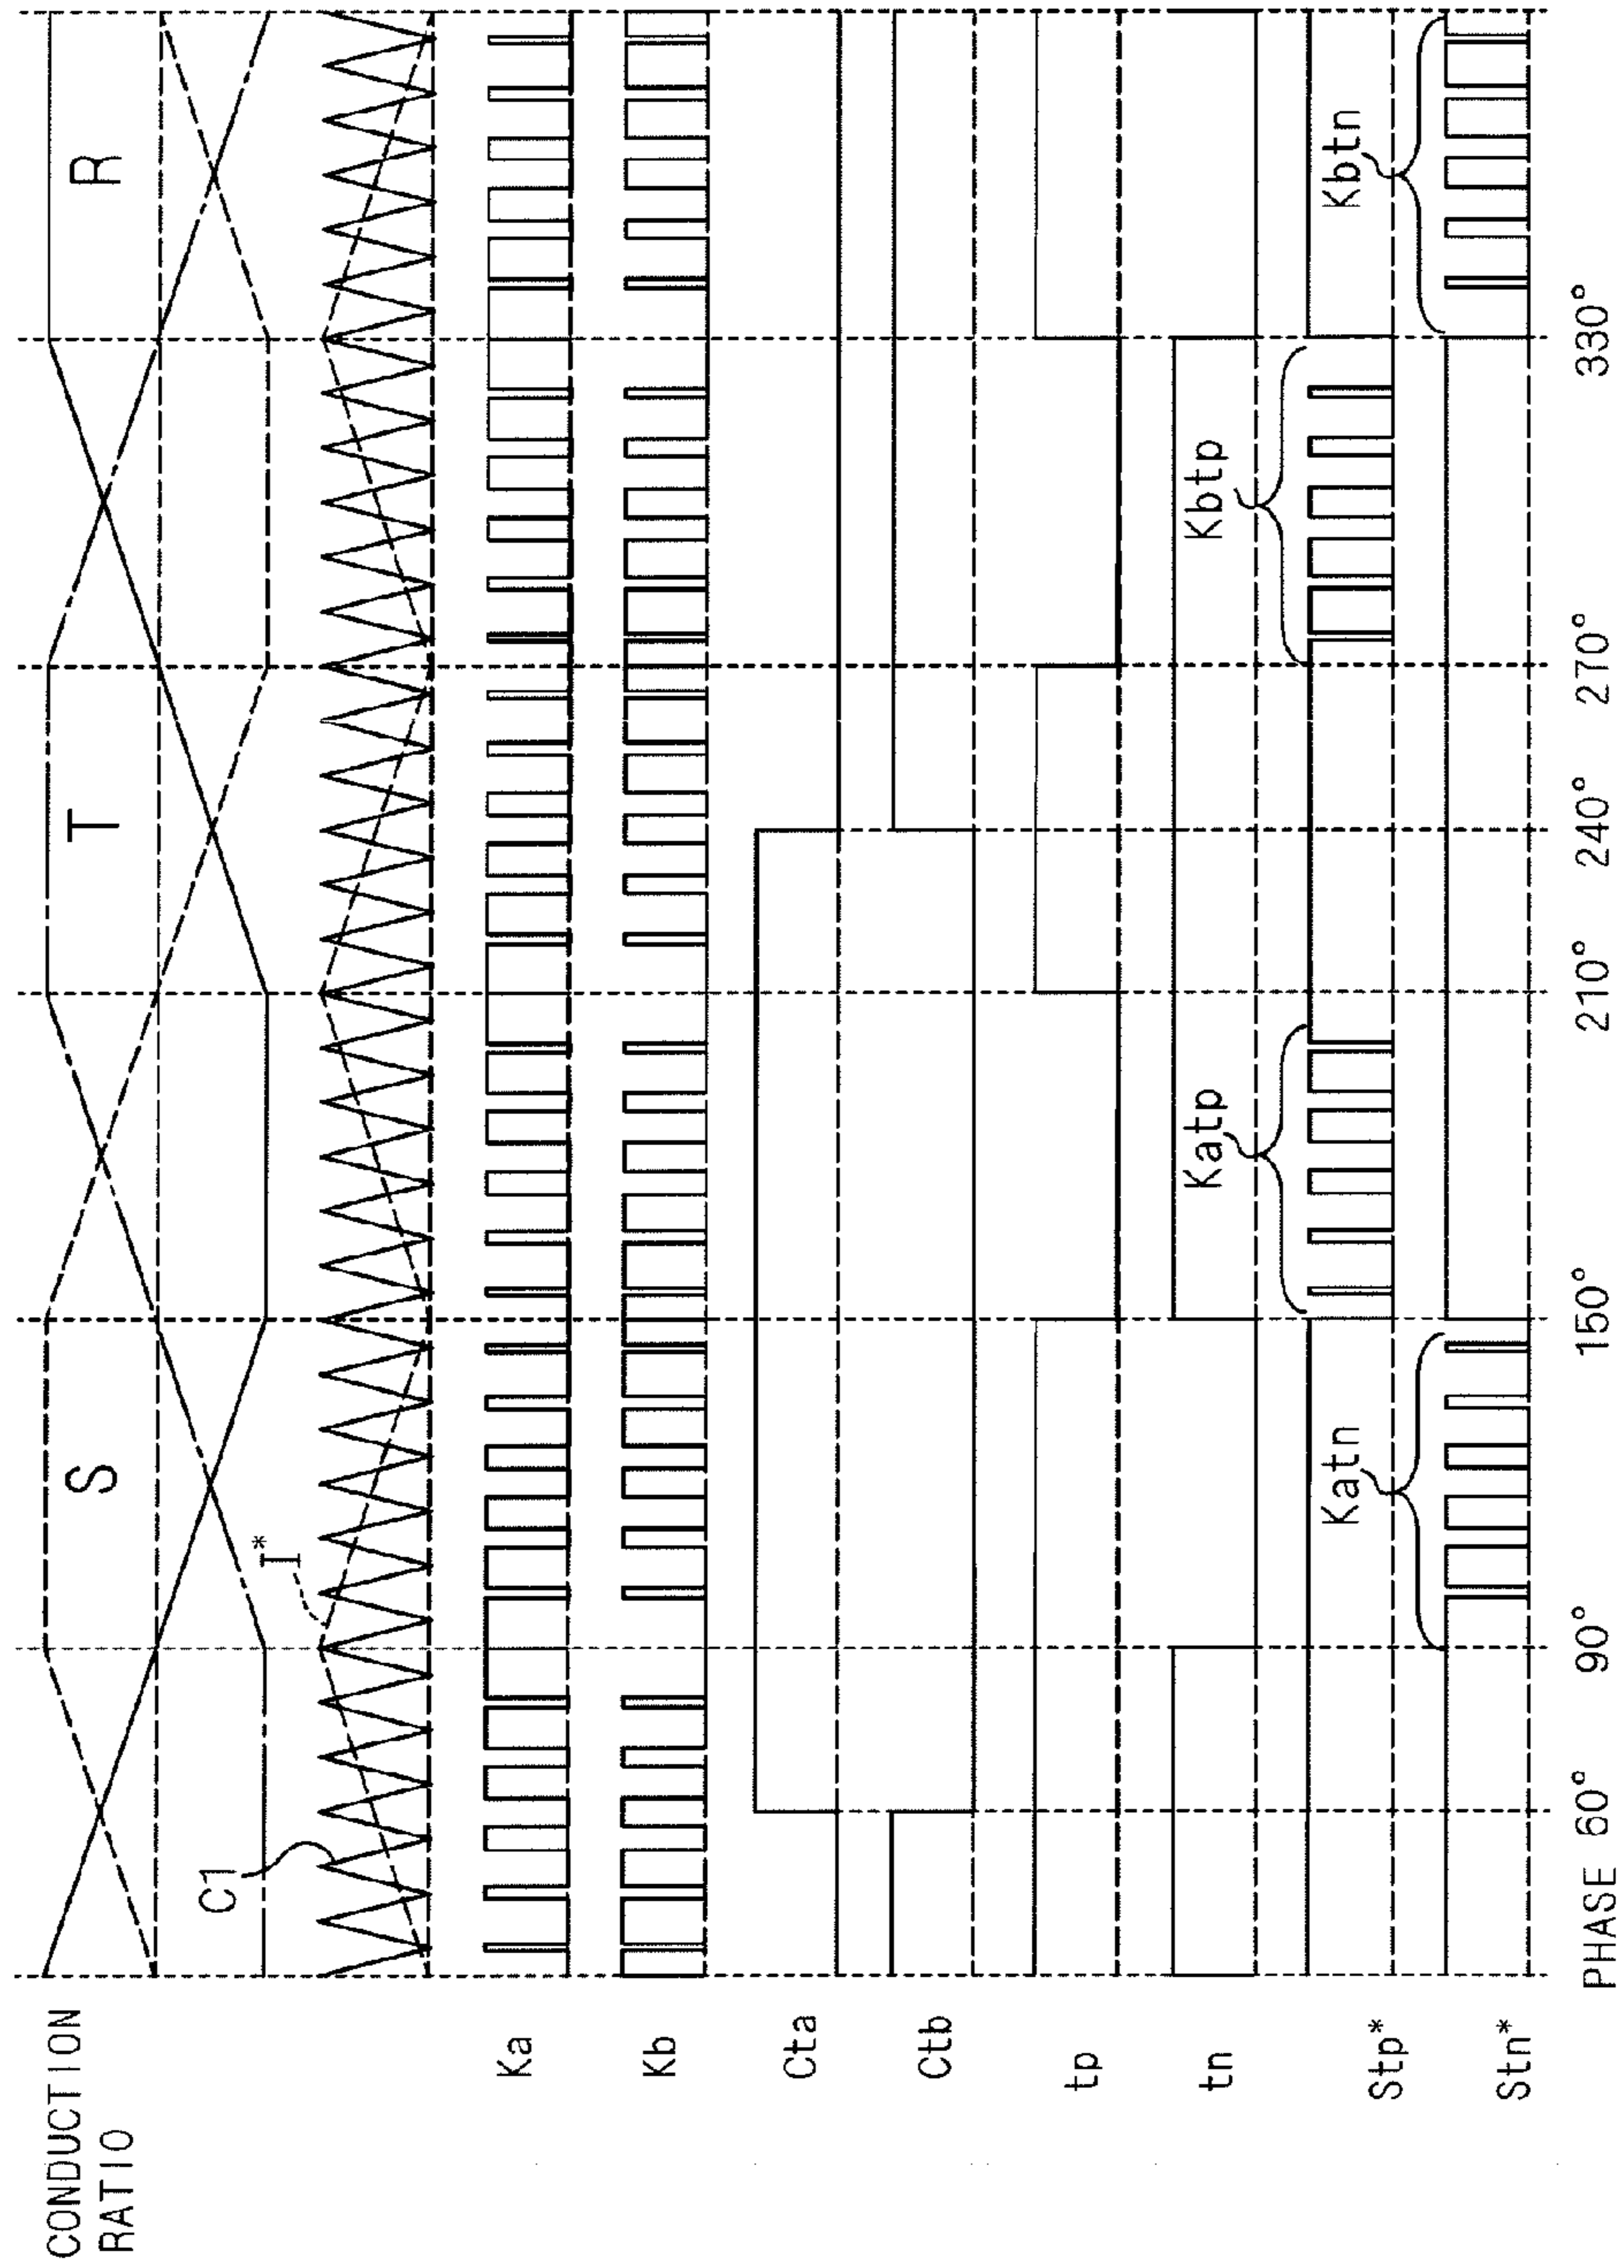 CONDUCTION
RATIO
S
T
R
C1
I*
Ka
Kb
Cta
Ctb
tp
tn
Katp
Kbtp
Stp*
Katn
Kbtn
Stn*
PHASE 60° 90° 150° 210° 240° 270° 330°